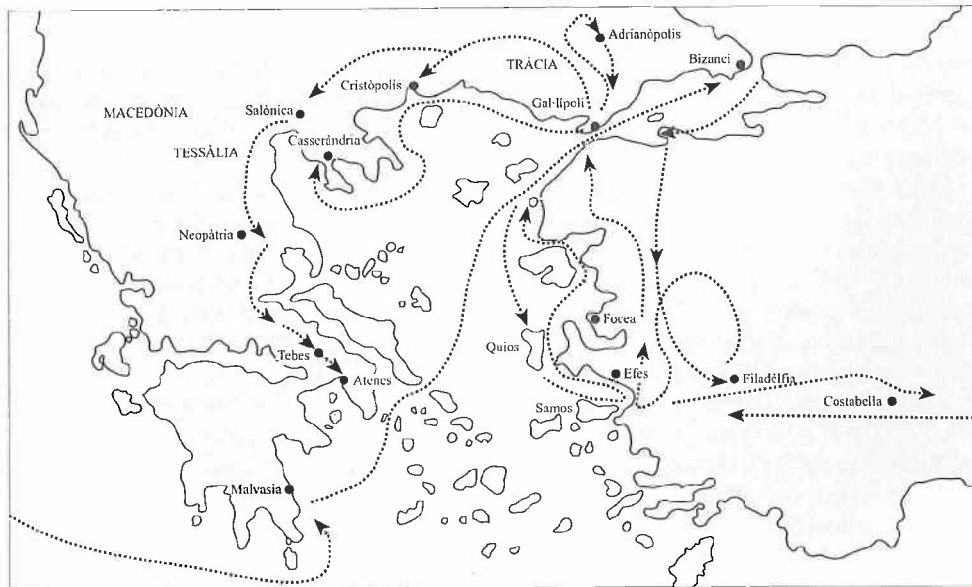 Adrianòpolis
TRÀCIA
Bizanci
Cristòpolis
MACEDÒNIA
Salònica
Gal·lípoli
Casserándria
TESSÀLIA
Neopàtria
Focea
Quios
Tebes
Atenes
Efes
Filadèlfia
Costabella
Samos
Malvasia